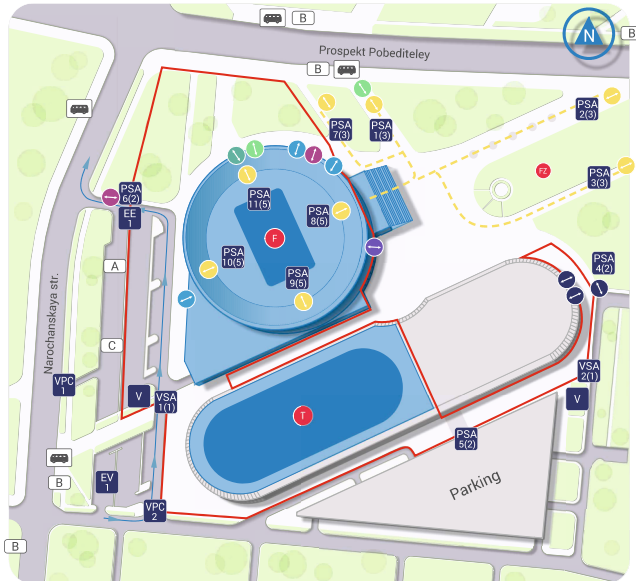 B
N
B
Prospekt Pobediteley
B
PSA
7(3)
PSA
1(3)
PSA
2(3)
PSA
3(3)
FZ
PSA
6(2)
EE
1
PSA
11(5)
PSA
8(5)
F
PSA
10(5)
PSA
9(5)
A
PSA
4(2)
Narochanskaya str.
C
VPC
1
V
VSA
1(1)
VSA
2(1)
V
T
PSA
5(2)
B
EV
1
VPC
2
Parking
B